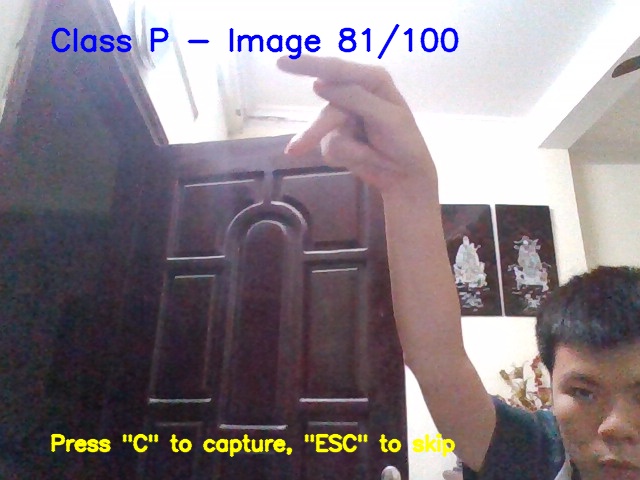 Class P - Image 81/100
Press "C" to capture, "ESC" to skip